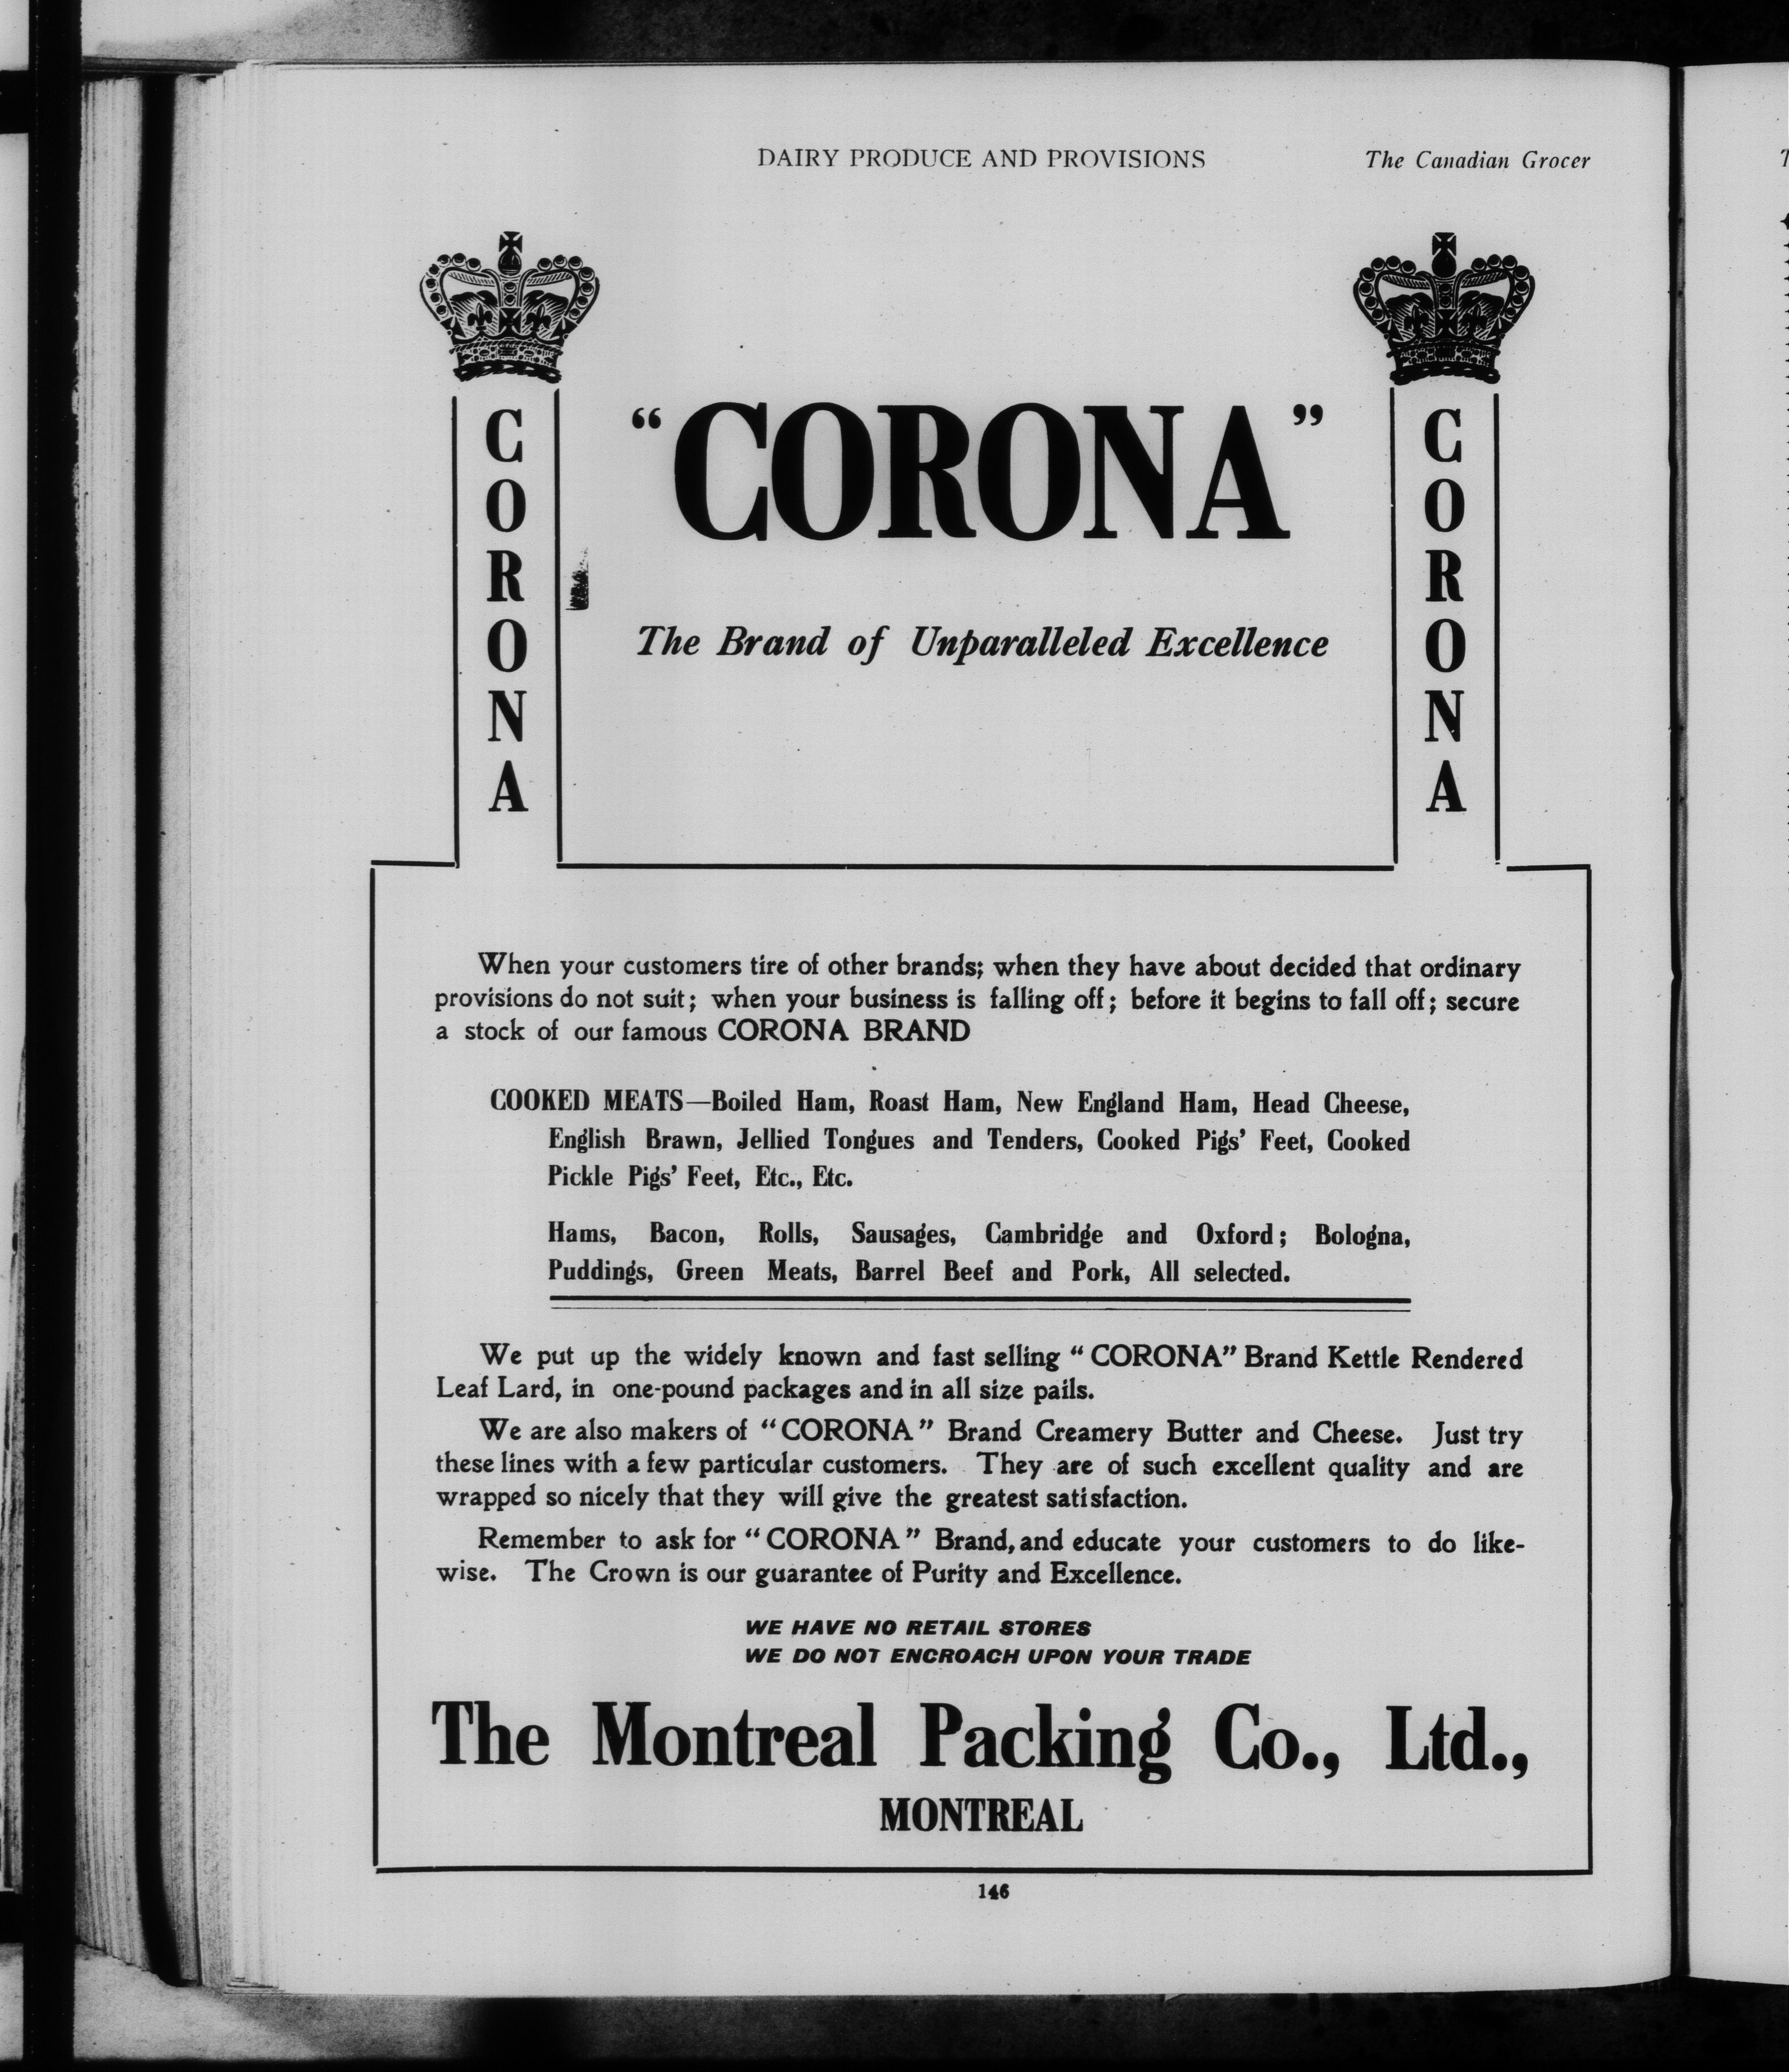 DAIRY PRODUCE AND PROVISIONS
The Canadian Grocer
C
O
R
O
N
A
"CORONA"
The Brand of Unparalleled Excellence
C
O
R
O
N
A
When your customers tire of other brands; when they have about decided that ordinary
provisions do not suit; when your business is falling off; before it begins to fall off; secure
a stock of our famous CORONA BRAND
COOKED MEATS—Boiled Ham, Roast Ham, New England Ham, Head Cheese,
English Brawn, Jellied Tongues and Tenders, Cooked Pigs' Feet, Cooked
Pickle Pigs' Feet, Etc., Etc.
Hams, Bacon, Rolls, Sausages, Cambridge and Oxford; Bologna,
Puddings, Green Meats, Barrel Beef and Pork, All selected.
We put up the widely known and fast selling "CORONA" Brand Kettle Rendered
Leaf Lard, in one-pound packages and in all size pails.
We are also makers of "CORONA" Brand Creamery Butter and Cheese. Just try
these lines with a few particular customers. They are of such excellent quality and are
wrapped so nicely that they will give the greatest satisfaction.
Remember to ask for "CORONA" Brand, and educate your customers to do like-
wise. The Crown is our guarantee of Purity and Excellence.
WE HAVE NO RETAIL STORES
WE DO NOT ENCROACH UPON YOUR TRADE
The Montreal Packing Co., Ltd.,
MONTREAL
146